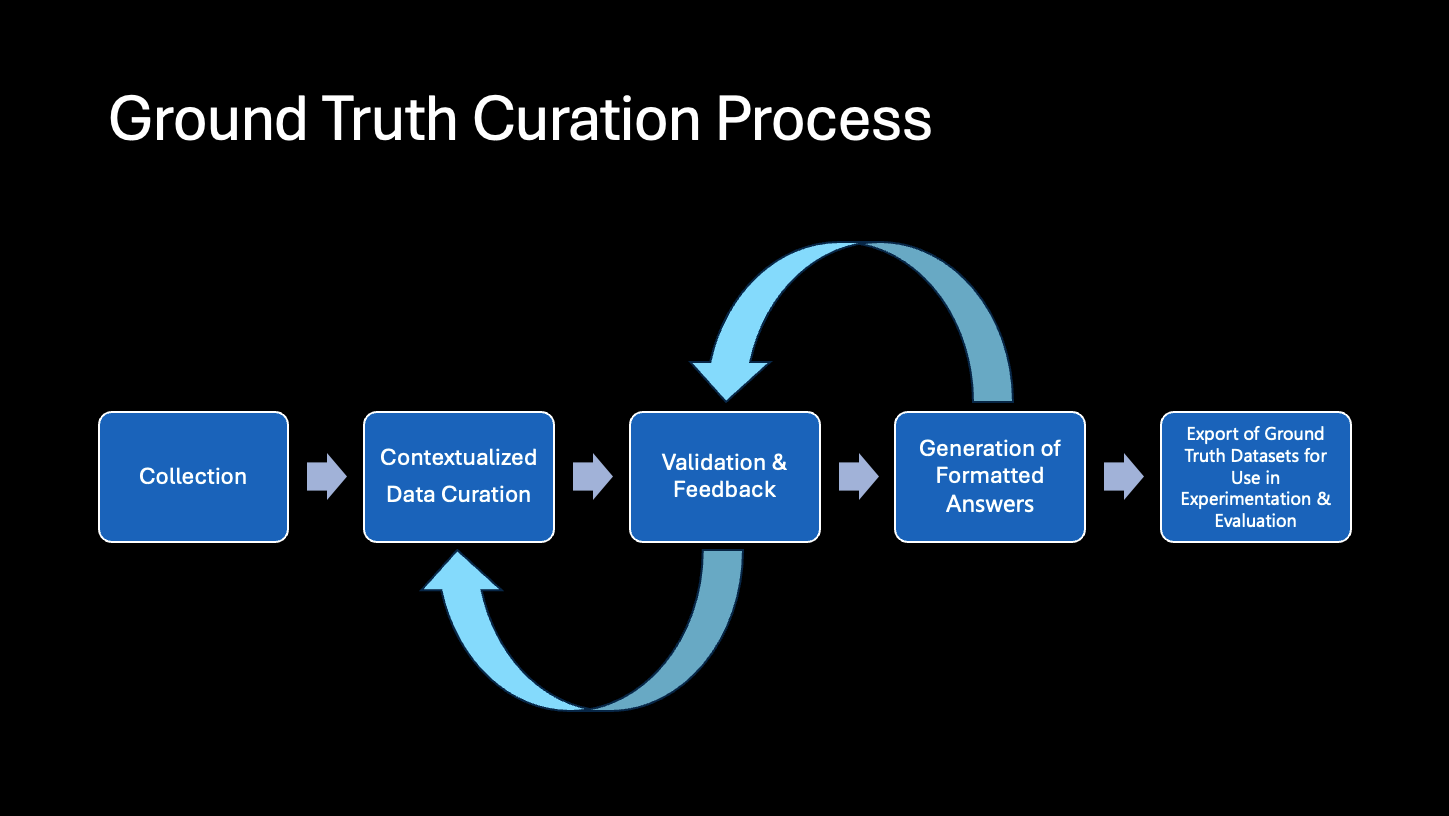 Ground Truth Curation Process
Collection
Contextualized
Data Curation
Validation &
Feedback
Generation of
Formatted
Answers
Export of Ground
Truth Datasets for
Use in
Experimentation &
Evaluation